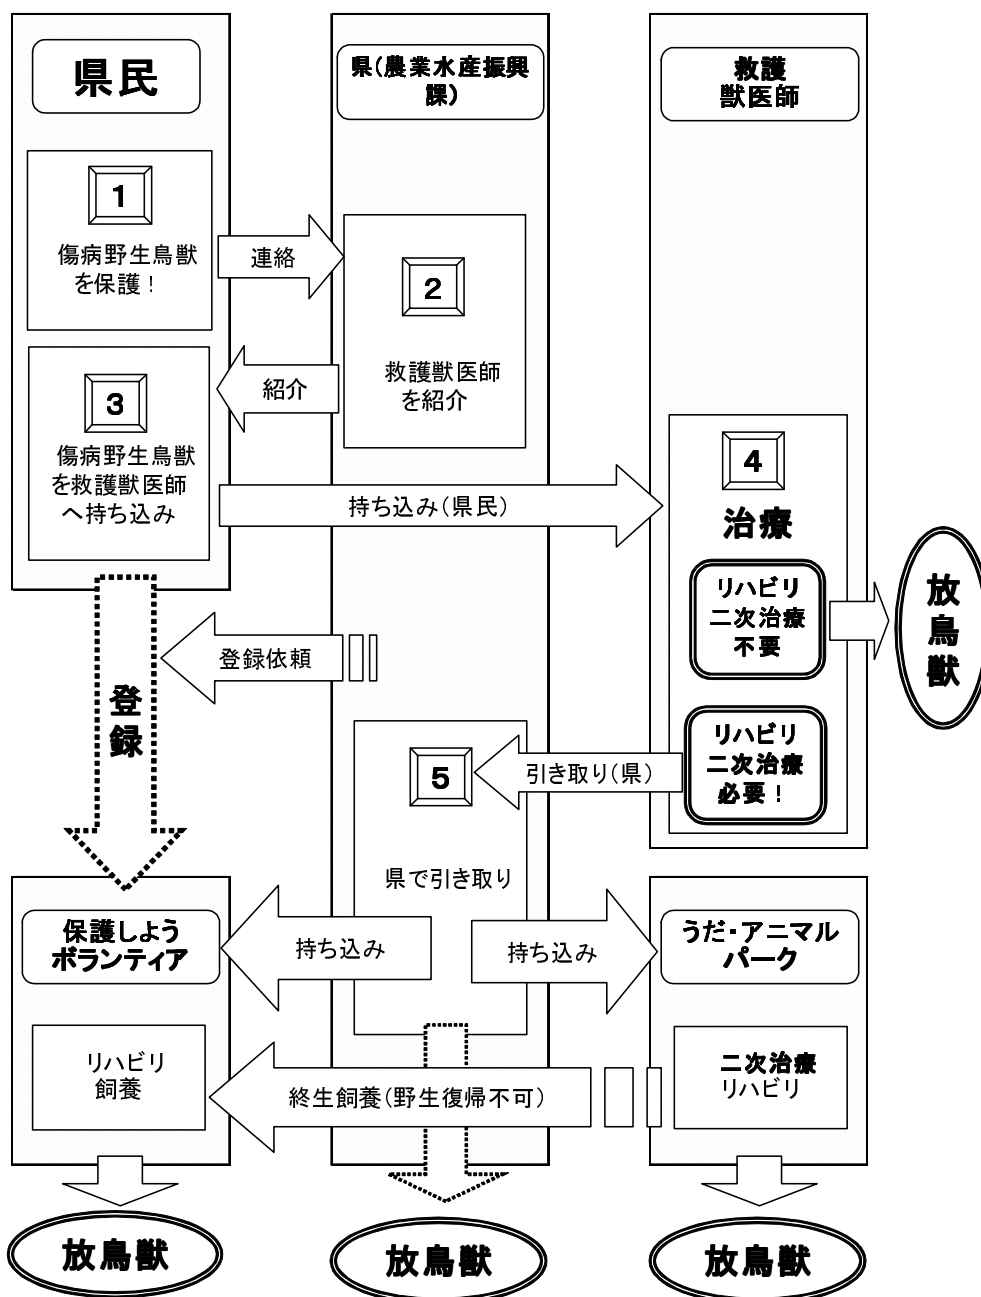 県民
県(農業水産振興
課)
救護
獣医師
1
傷病野生鳥獣
を保護!
連絡
2
救護獣医師
を紹介
紹介
3
傷病野生鳥獣
を救護獣医師
へ持ち込み
持ち込み(県民)
4
治療
リハビリ
二次治療
不要
放鳥獣
登録依頼
登録
リハビリ
二次治療
必要!
引き取り(県)
5
県で引き取り
保護しよう
ボランティア
持ち込み
持ち込み
うだ・アニマル
パーク
リハビリ
飼養
終生飼養(野生復帰不可)
二次治療
リハビリ
放鳥獣
放鳥獣
放鳥獣